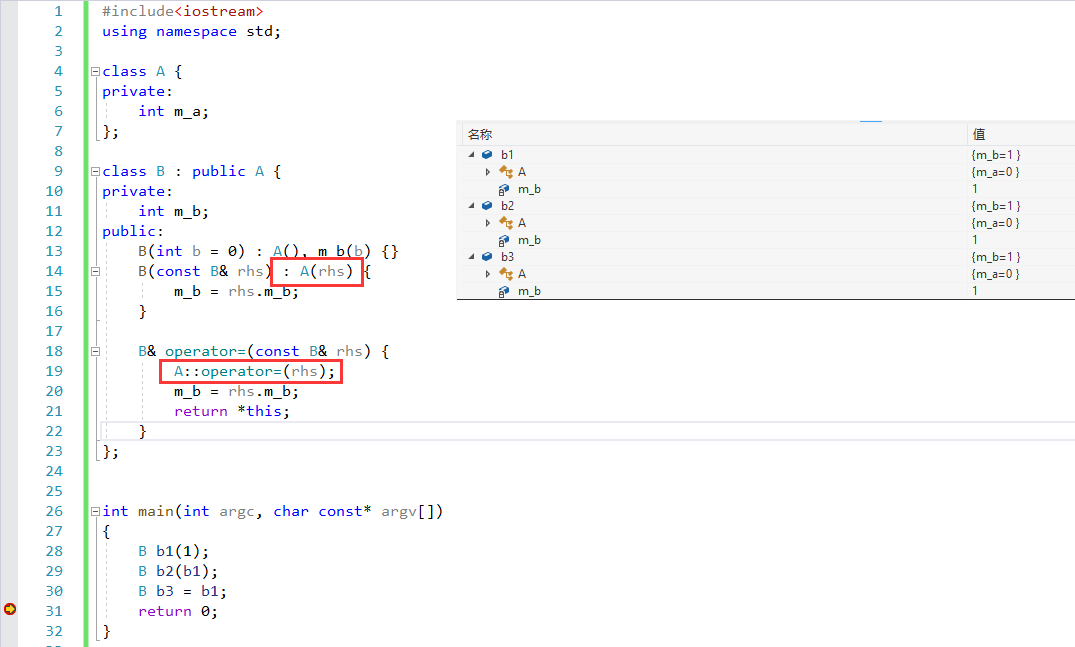 1 #include<iostream>
2 using namespace std;
3
4 class A {
5 private:
6 int m_a;
7 };
8
9 class B : public A {
10 private:
11 int m_b;
12 public:
13 B(int b = 0) : A(), m_b(b) {}
14 B(const B& rhs) : A(rhs) {
15 m_b = rhs.m_b;
16 }
17
18 B& operator=(const B& rhs) {
19 A::operator=(rhs);
20 m_b = rhs.m_b;
21 return *this;
22 }
23 };
24
25
26 int main(int argc, char const* argv[])
27 {
28 B b1(1);
29 B b2(b1);
30 B b3 = b1;
31 return 0;
32 }
名称 值
b1 {m_b=1 }
A {m_a=0 }
m_b 1
b2 {m_b=1 }
A {m_a=0 }
m_b 1
b3 {m_b=1 }
A {m_a=0 }
m_b 1